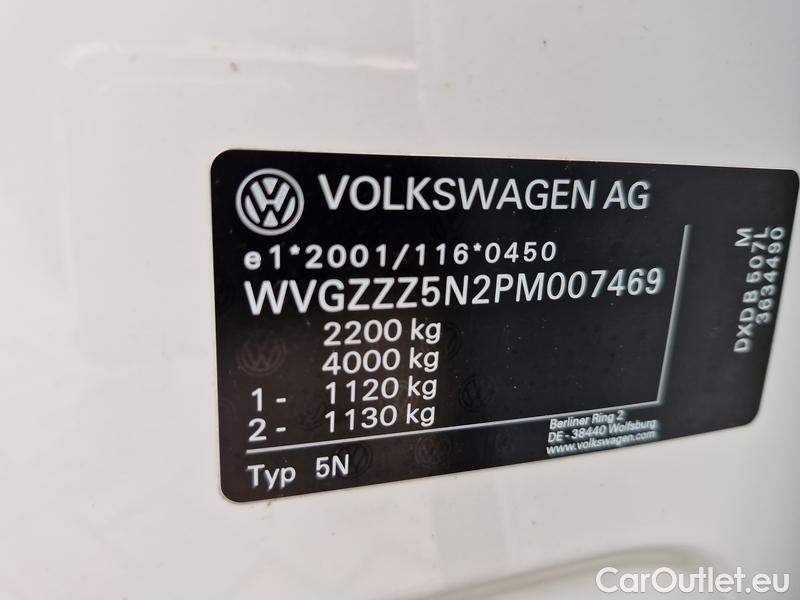 VOLKSWAGEN AG
e1*2001/116*0450
WVGZZZ5N2PM007469
2200 kg
4000 kg
1 - 1120 kg
2 - 1130 kg
Typ 5N
Berliner Ring 2
DE - 38440 Wolfsburg
www.volkswagen.com
M
DXDB 507L
3634490
CarOutlet.eu